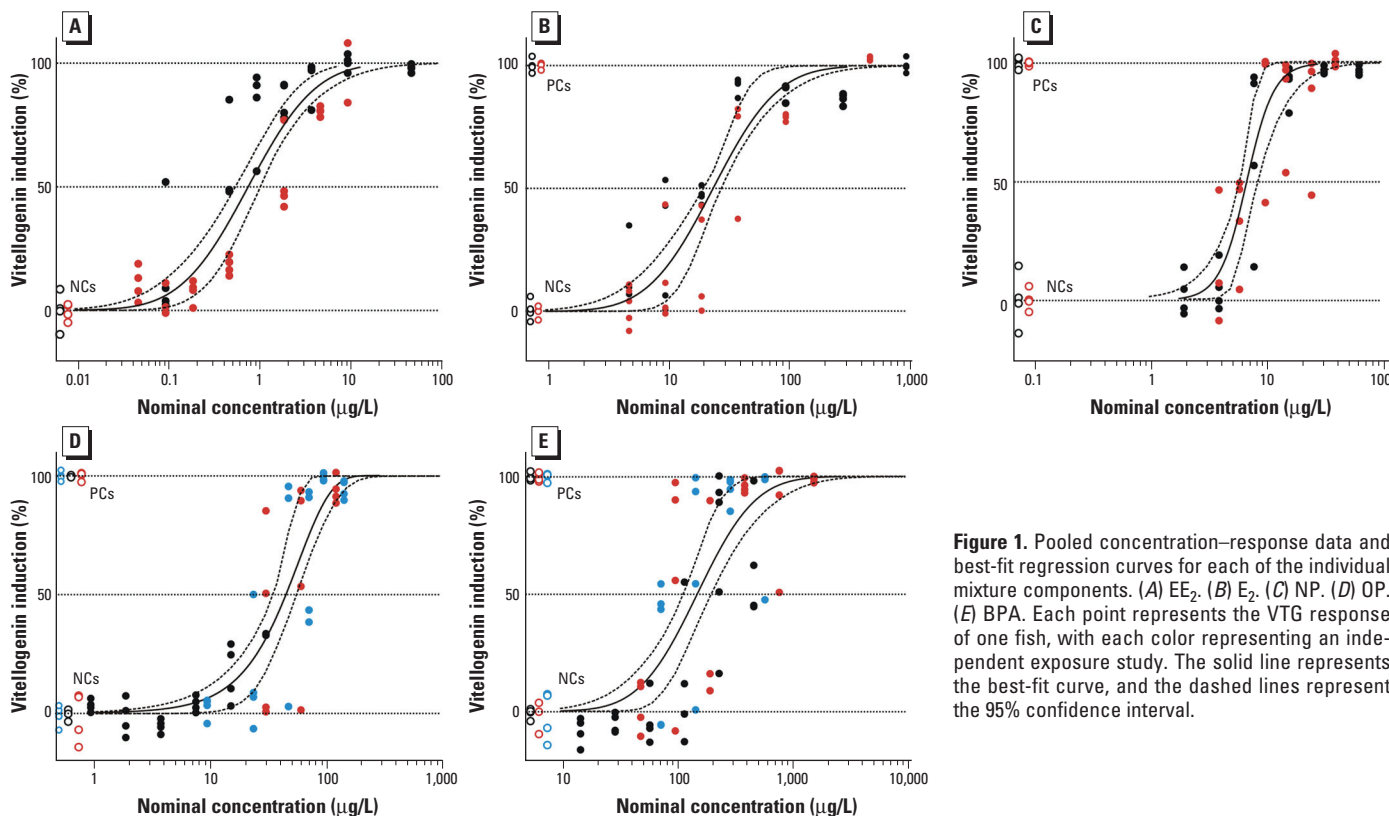 A
Vitellogenin induction (%)
100
50
0
NCs
0.01 0.1 1 10 100
Nominal concentration (μg/L)
B
Vitellogenin induction (%)
100
50
0
PCs
NCs
1 10 100 1,000
Nominal concentration (μg/L)
C
Vitellogenin induction (%)
100
50
0
PCs
NCs
0.1 1 10 100
Nominal concentration (μg/L)
D
Vitellogenin induction (%)
100
50
0
PCs
NCs
1 10 100 1,000
Nominal concentration (μg/L)
E
Vitellogenin induction (%)
100
50
0
PCs
NCs
10 100 1,000 10,000
Nominal concentration (μg/L)
Figure 1. Pooled concentration–response data and
best-fit regression curves for each of the individual
mixture components. (A) EE₂. (B) E₂. (C) NP. (D) OP.
(E) BPA. Each point represents the VTG response
of one fish, with each color representing an inde-
pendent exposure study. The solid line represents
the best-fit curve, and the dashed lines represent
the 95% confidence interval.